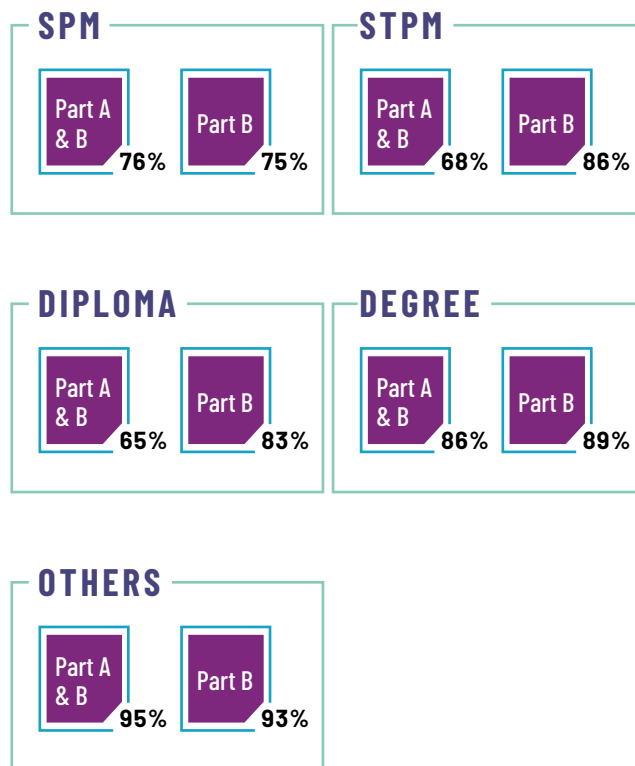 SPM
Part A
& B
76%
Part B
75%
STPM
Part A
& B
68%
Part B
86%
DIPLOMA
Part A
& B
65%
Part B
83%
DEGREE
Part A
& B
86%
Part B
89%
OTHERS
Part A
& B
95%
Part B
93%